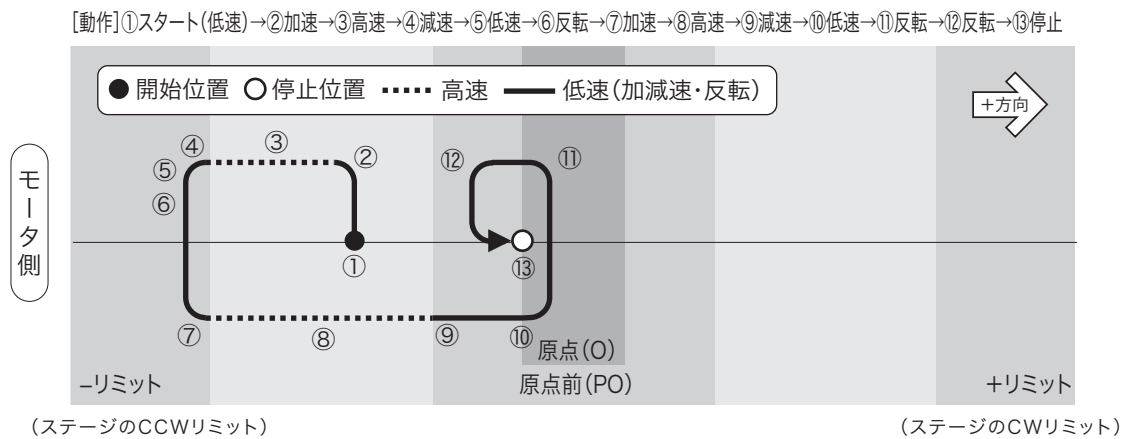 [動作]①スタート(低速)→②加速→③高速→④減速→⑤低速→⑥反転→⑦加速→⑧高速→⑨減速→⑩低速→⑪反転→⑫反転→⑬停止
開始位置 停止位置 高速 低速(加減速・反転)
+方向
④ ③ ② ⑫ ⑪
⑤
⑥
モータ側
① ⑬
⑦ ⑧ ⑨ ⑩
原点(O)
−リミット 原点前(PO) +リミット
(ステージのCCWリミット) (ステージのCWリミット)